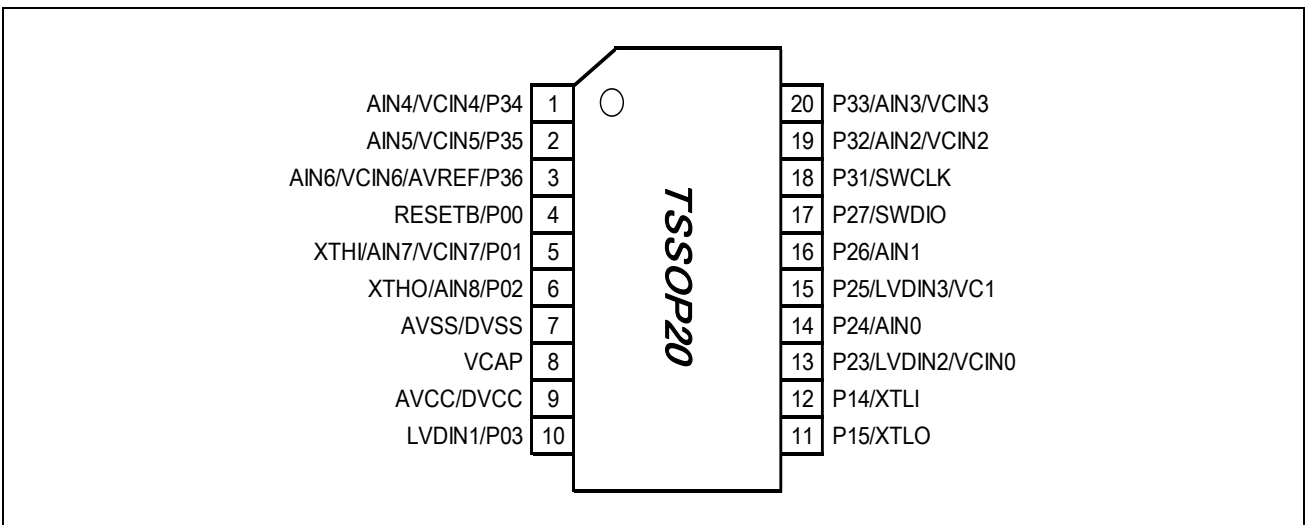 AIN4/VCIN4/P34 1 20 P33/AIN3/VCIN3
AIN5/VCIN5/P35 2 19 P32/AIN2/VCIN2
AIN6/VCIN6/AVREF/P36 3 18 P31/SWCLK
RESETB/P00 4 17 P27/SWDIO
XTHI/AIN7/VCIN7/P01 5 16 P26/AIN1
XTHO/AIN8/P02 6 15 P25/LVDIN3/VC1
AVSS/DVSS 7 14 P24/AIN0
VCAP 8 13 P23/LVDIN2/VCIN0
AVCC/DVCC 9 12 P14/XTLI
LVDIN1/P03 10 11 P15/XTLO
TSSOP20